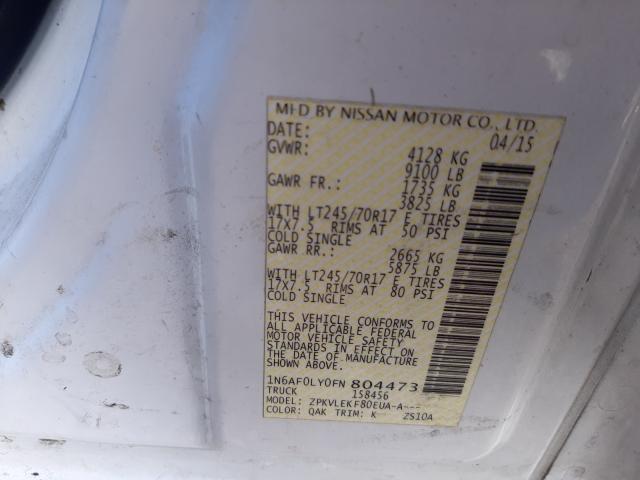 MFD BY NISSAN MOTOR CO., LTD.
DATE: 04/15
GVWR: 4128 KG
9100 LB
GAWR FR.: 1735 KG
3825 LB
WITH LT245/70R17 E TIRES
17X7.5 RIMS AT 50 PSI
COLD SINGLE
GAWR RR.: 2665 KG
5875 LB
WITH LT245/70R17 E TIRES
17X7.5 RIMS AT 80 PSI
COLD SINGLE
THIS VEHICLE CONFORMS TO
ALL APPLICABLE FEDERAL
MOTOR VEHICLE SAFETY
STANDARDS IN EFFECT ON
THE DATE OF MANUFACTURE
SHOWN ABOVE.
1N6AF0LY0FN804473
TRUCK 158456
MODEL: ZPKVLEKF80EUA-A---
COLOR: QAK TRIM: K ZS10A